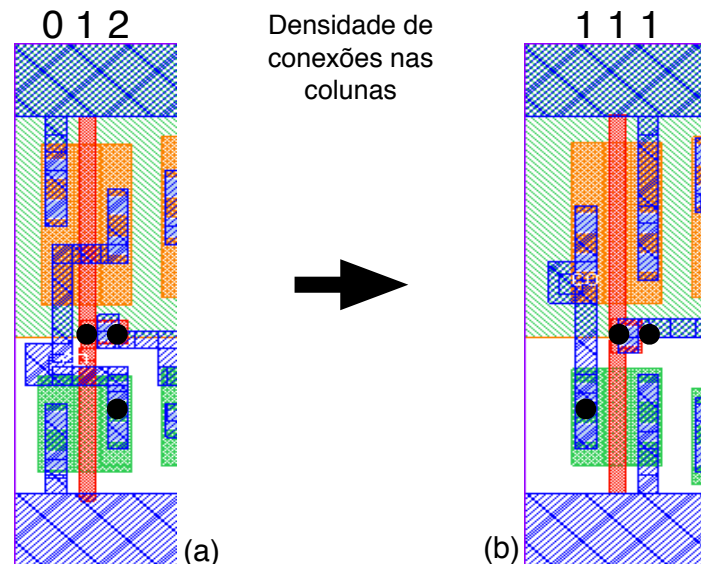 0 1 2
Densidade de
conexões nas
colunas
1 1 1
(a)
(b)